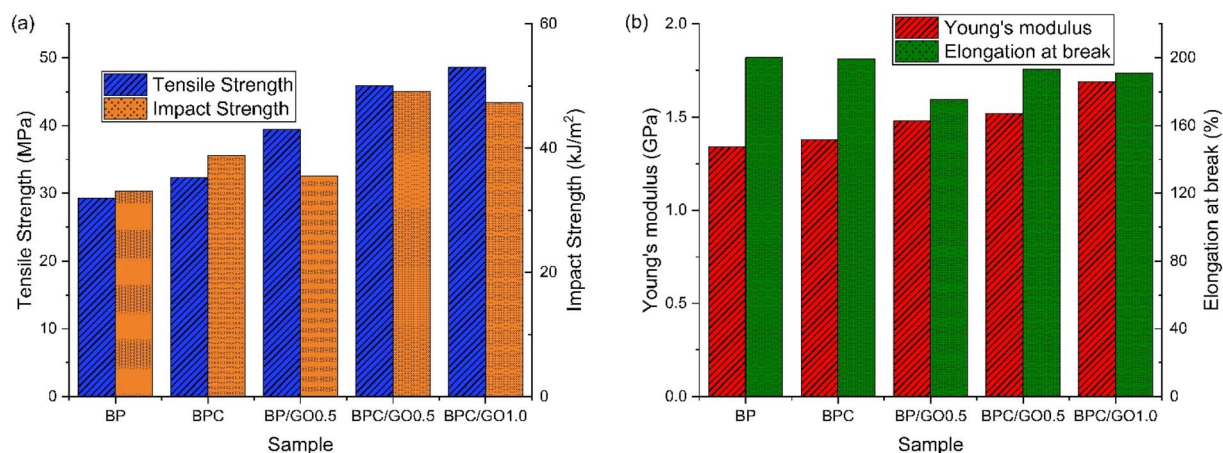 (a)
Tensile Strength
Impact Strength
Tensile Strength (MPa)
50
40
30
20
10
0
Impact Strength (kJ/m²)
60
40
20
0
BP
BPC
BP/GO0.5
BPC/GO0.5
BPC/GO1.0
Sample
(b)
Young's modulus
Elongation at break
Young's modulus (GPa)
2.0
1.5
1.0
0.5
0.0
Elongation at break (%)
200
160
120
80
40
0
BP
BPC
BP/GO0.5
BPC/GO0.5
BPC/GO1.0
Sample